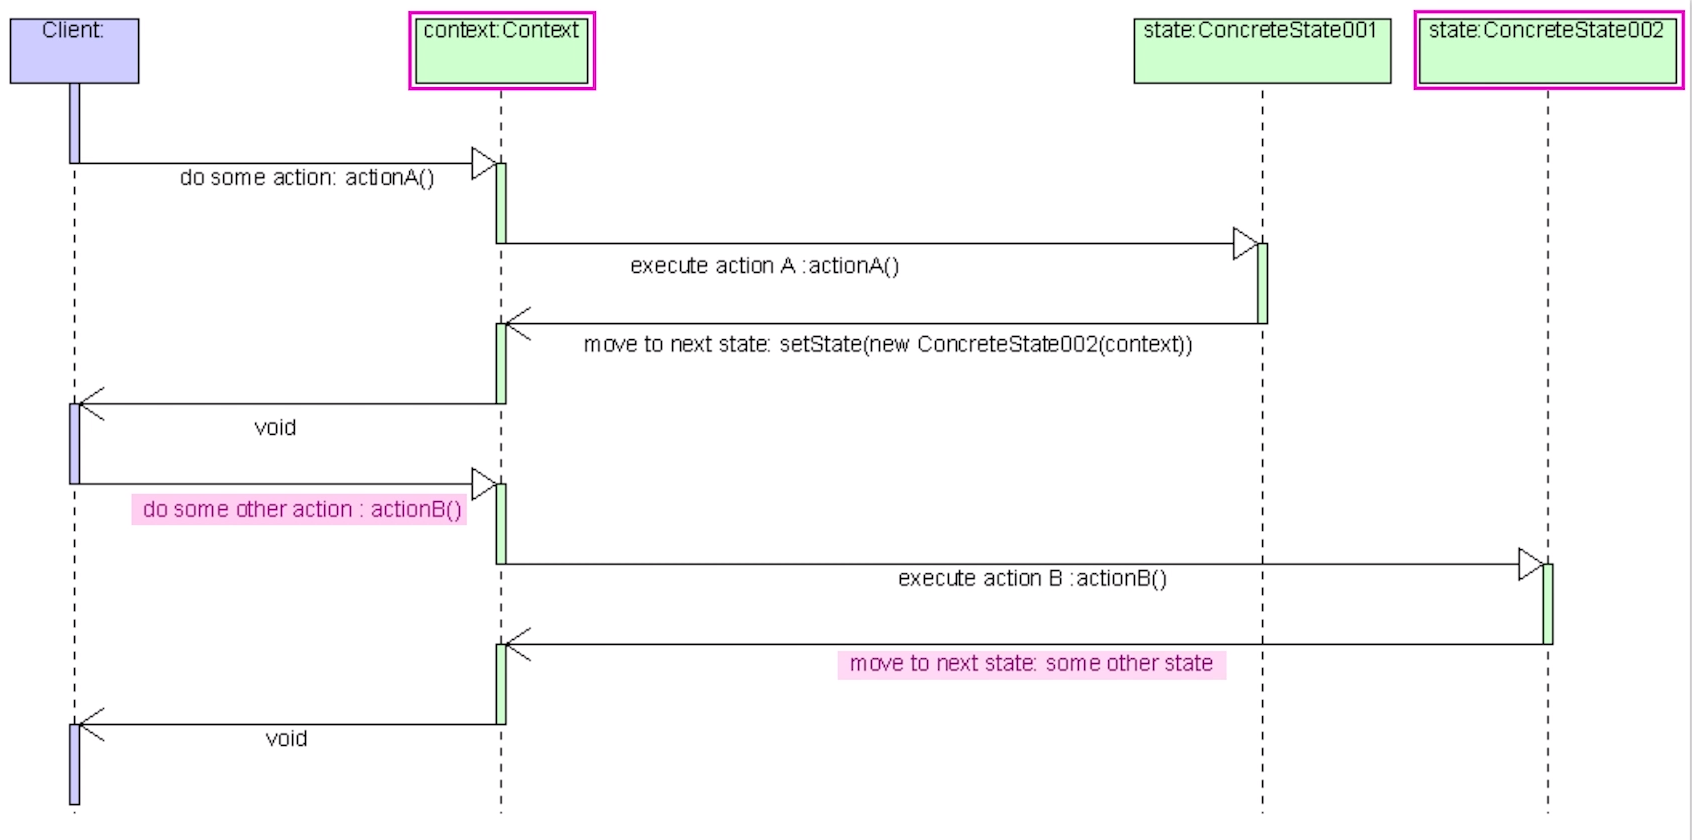 Client:
context:Context
state:ConcreteState001
state:ConcreteState002
do some action: actionA()
execute action A :actionA()
move to next state: setState(new ConcreteState002(context))
void
do some other action : actionB()
execute action B :actionB()
move to next state: some other state
void